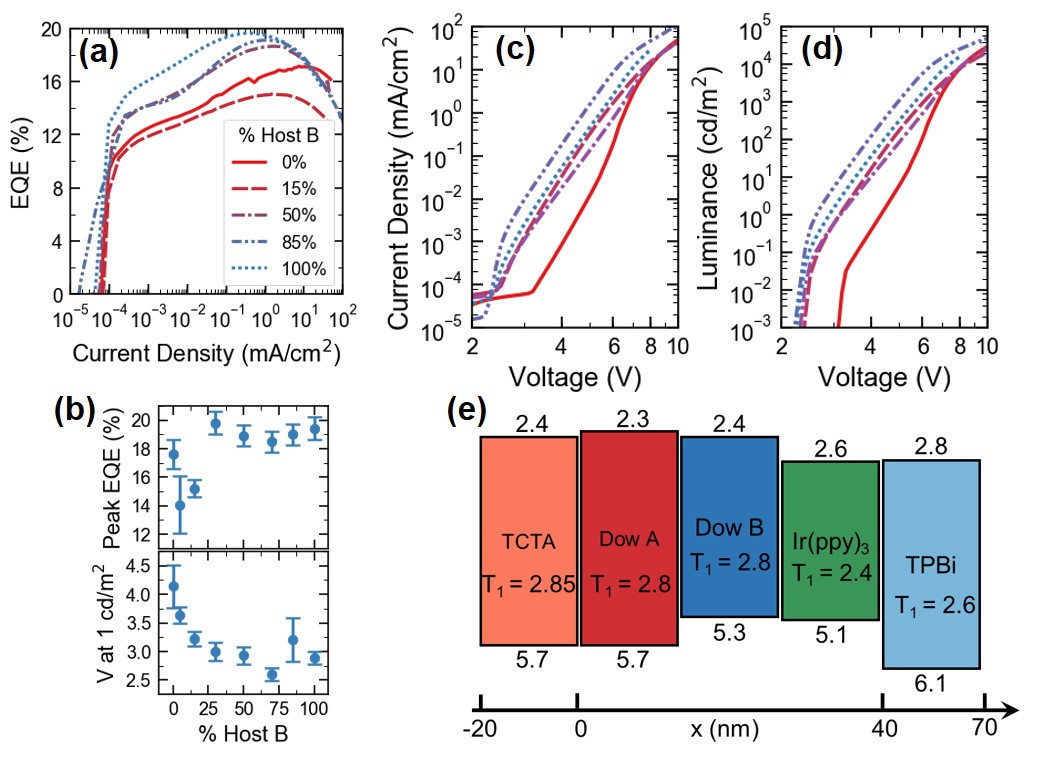 (a)
EQE (%)
20
16
12
8
4
0
% Host B
0%
15%
50%
85%
100%
10⁻⁵ 10⁻⁴ 10⁻³ 10⁻² 10⁻¹ 10⁰ 10¹ 10²
Current Density (mA/cm²)
(c)
Current Density (mA/cm²)
10²
10¹
10⁰
10⁻¹
10⁻²
10⁻³
10⁻⁴
10⁻⁵
2 4 6 8 10
Voltage (V)
(d)
Luminance (cd/m²)
10⁵
10⁴
10³
10²
10¹
10⁰
10⁻¹
10⁻²
10⁻³
2 4 6 8 10
Voltage (V)
(b)
Peak EQE (%)
20
18
16
14
12
V at 1 cd/m²
4.5
4.0
3.5
3.0
2.5
0 25 50 75 100
% Host B
(e)
2.4 2.3 2.4 2.6 2.8
TCTA
T₁ = 2.85
Dow A
T₁ = 2.8
Dow B
T₁ = 2.8
Ir(ppy)₃
T₁ = 2.4
TPBi
T₁ = 2.6
5.7 5.7 5.3 5.1 6.1
-20 0 x (nm) 40 70